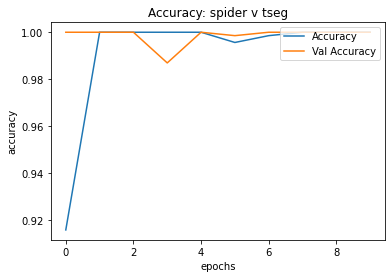 Accuracy: spider v tseg
1.00
0.98
0.96
0.94
0.92
accuracy
Accuracy
Val Accuracy
0 2 4 6 8
epochs